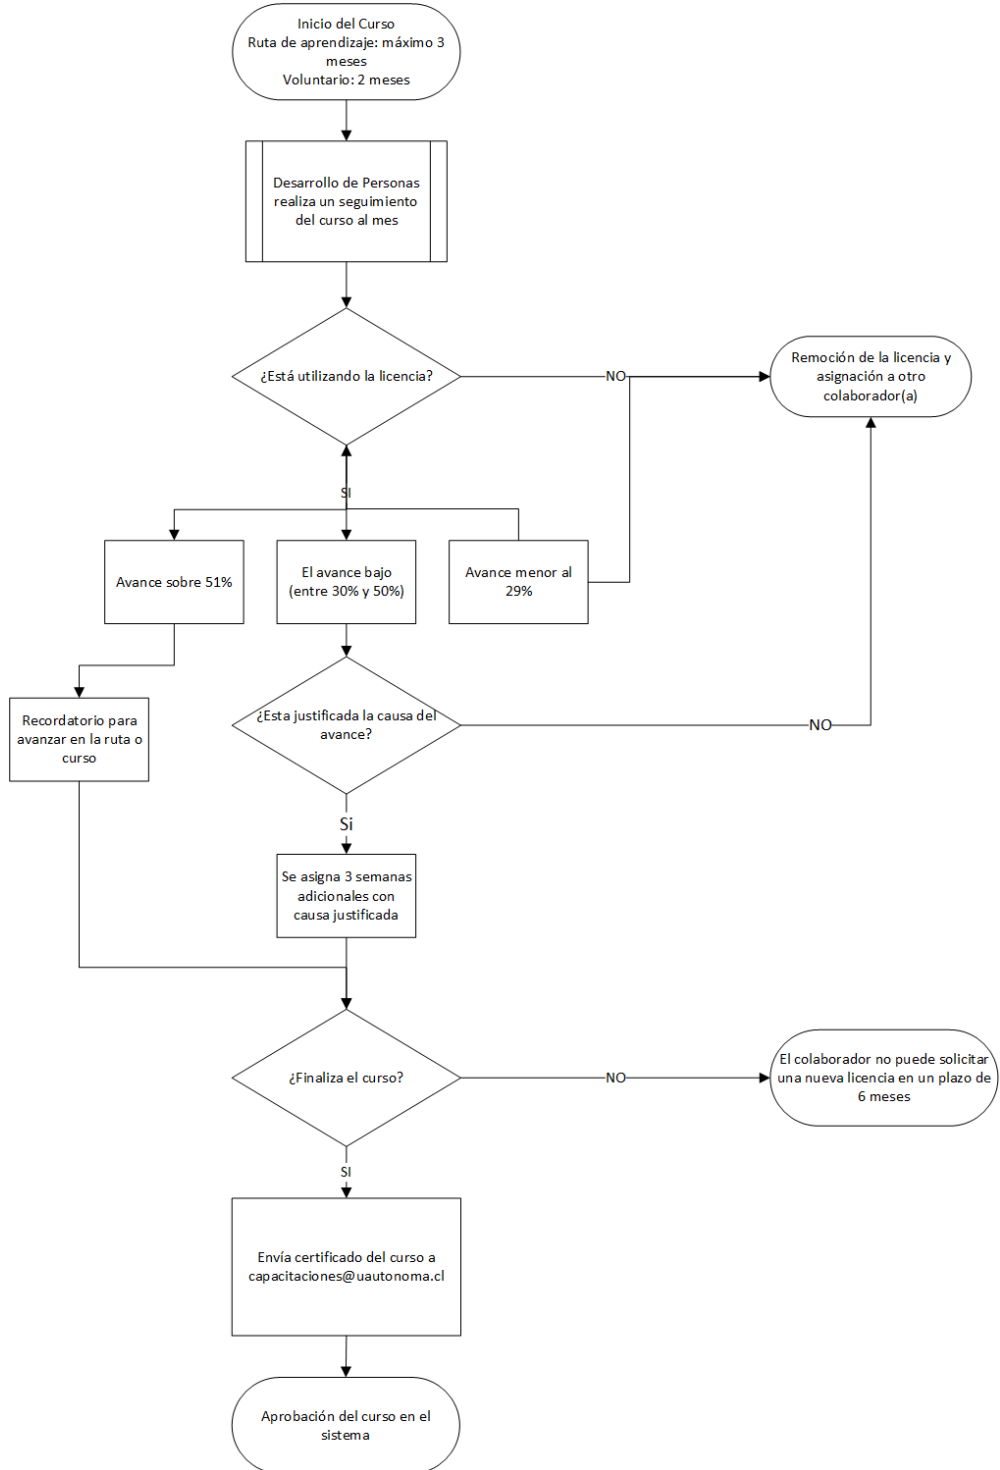 Inicio del Curso
Ruta de aprendizaje: máximo 3
meses
Voluntario: 2 meses
Desarrollo de Personas
realiza un seguimiento
del curso al mes
¿Está utilizando la licencia?
NO
Remoción de la licencia y
asignación a otro
colaborador(a)
SI
Avance sobre 51%
El avance bajo
(entre 30% y 50%)
Avance menor al
29%
Recordatorio para
avanzar en la ruta o
curso
¿Esta justificada la causa del
avance?
NO
Si
Se asigna 3 semanas
adicionales con
causa justificada
¿Finaliza el curso?
NO
El colaborador no puede solicitar
una nueva licencia en un plazo de
6 meses
SI
Envía certificado del curso a
capacitaciones@uautonoma.cl
Aprobación del curso en el
sistema